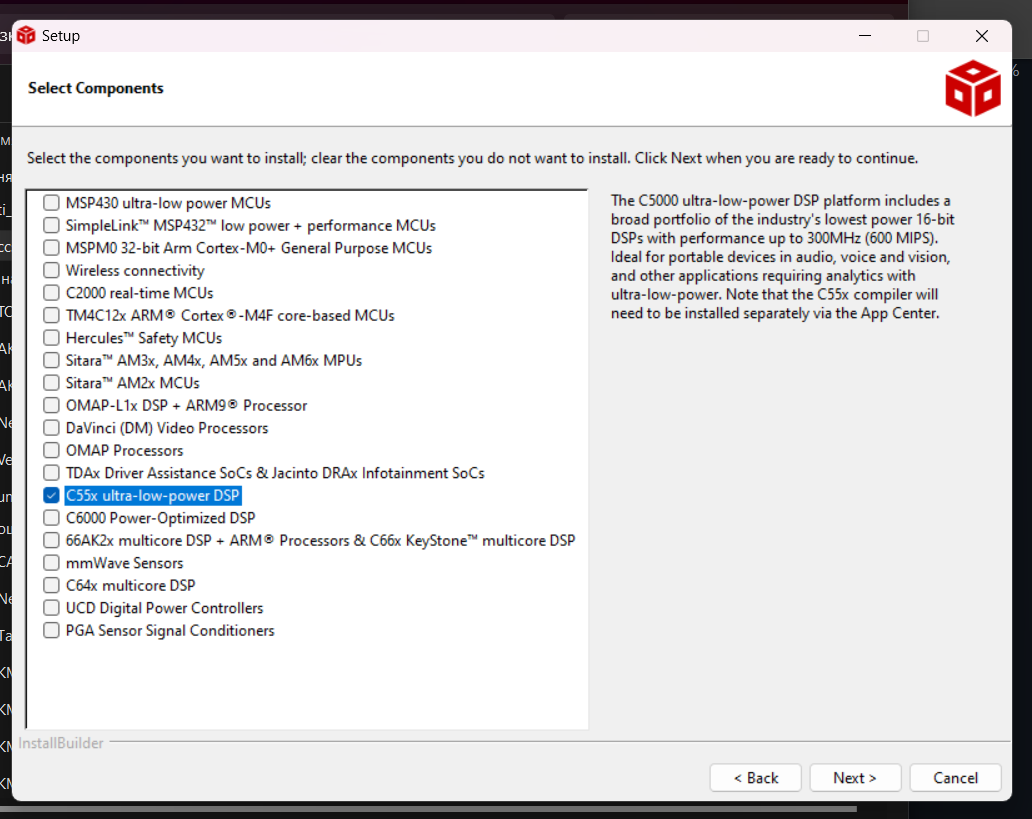 Setup
Select Components
Select the components you want to install; clear the components you do not want to install. Click Next when you are ready to continue.
MSP430 ultra-low power MCUs
SimpleLink™ MSP432™ low power + performance MCUs
MSPM0 32-bit Arm Cortex-M0+ General Purpose MCUs
Wireless connectivity
C2000 real-time MCUs
TM4C12x ARM® Cortex®-M4F core-based MCUs
Hercules™ Safety MCUs
Sitara™ AM3x, AM4x, AM5x and AM6x MPUs
Sitara™ AM2x MCUs
OMAP-L1x DSP + ARM9® Processor
DaVinci (DM) Video Processors
OMAP Processors
TDAx Driver Assistance SoCs & Jacinto DRAx Infotainment SoCs
C55x ultra-low-power DSP
C6000 Power-Optimized DSP
66AK2x multicore DSP + ARM® Processors & C66x KeyStone™ multicore DSP
mmWave Sensors
C64x multicore DSP
UCD Digital Power Controllers
PGA Sensor Signal Conditioners
The C5000 ultra-low-power DSP platform includes a
broad portfolio of the industry's lowest power 16-bit
DSPs with performance up to 300MHz (600 MIPS).
Ideal for portable devices in audio, voice and vision,
and other applications requiring analytics with
ultra-low-power. Note that the C55x compiler will
need to be installed separately via the App Center.
InstallBuilder
< Back
Next >
Cancel